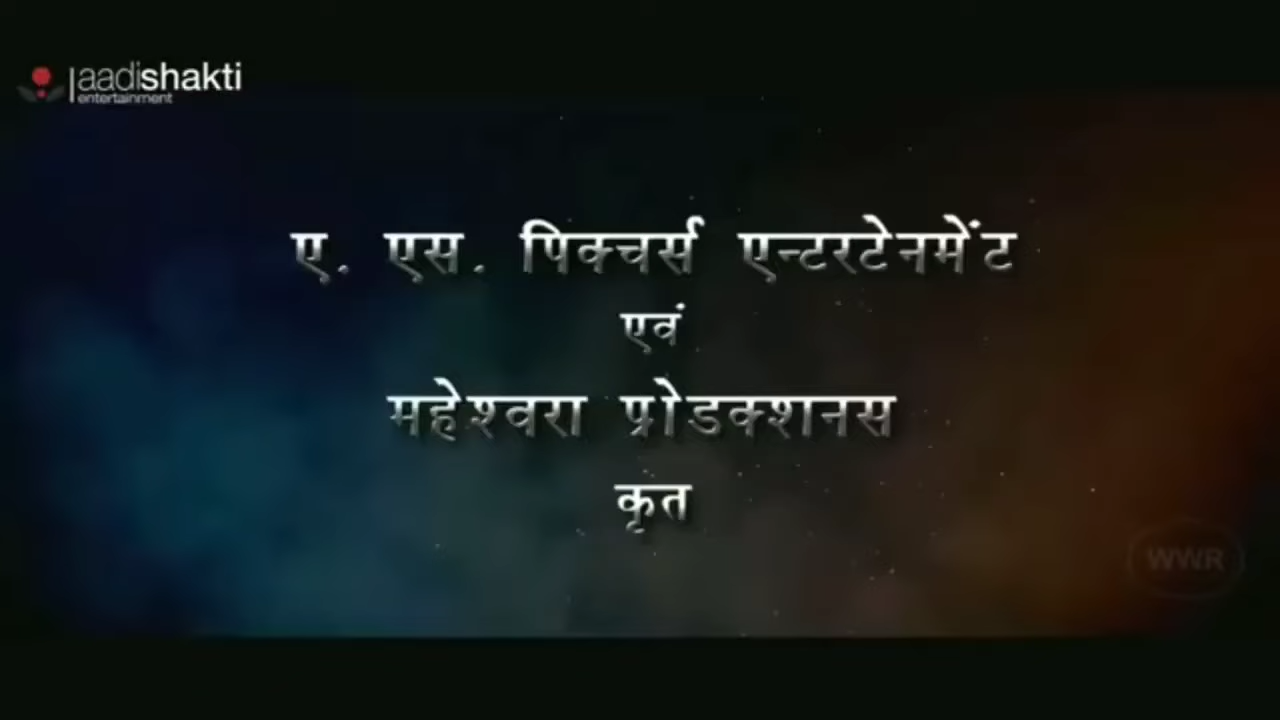 aadishakti
entertainment
ए. एस. पिक्चर्स एन्टरटेनमेंट
एवं
महेश्वरा प्रोडक्शनस
कृत
WWR